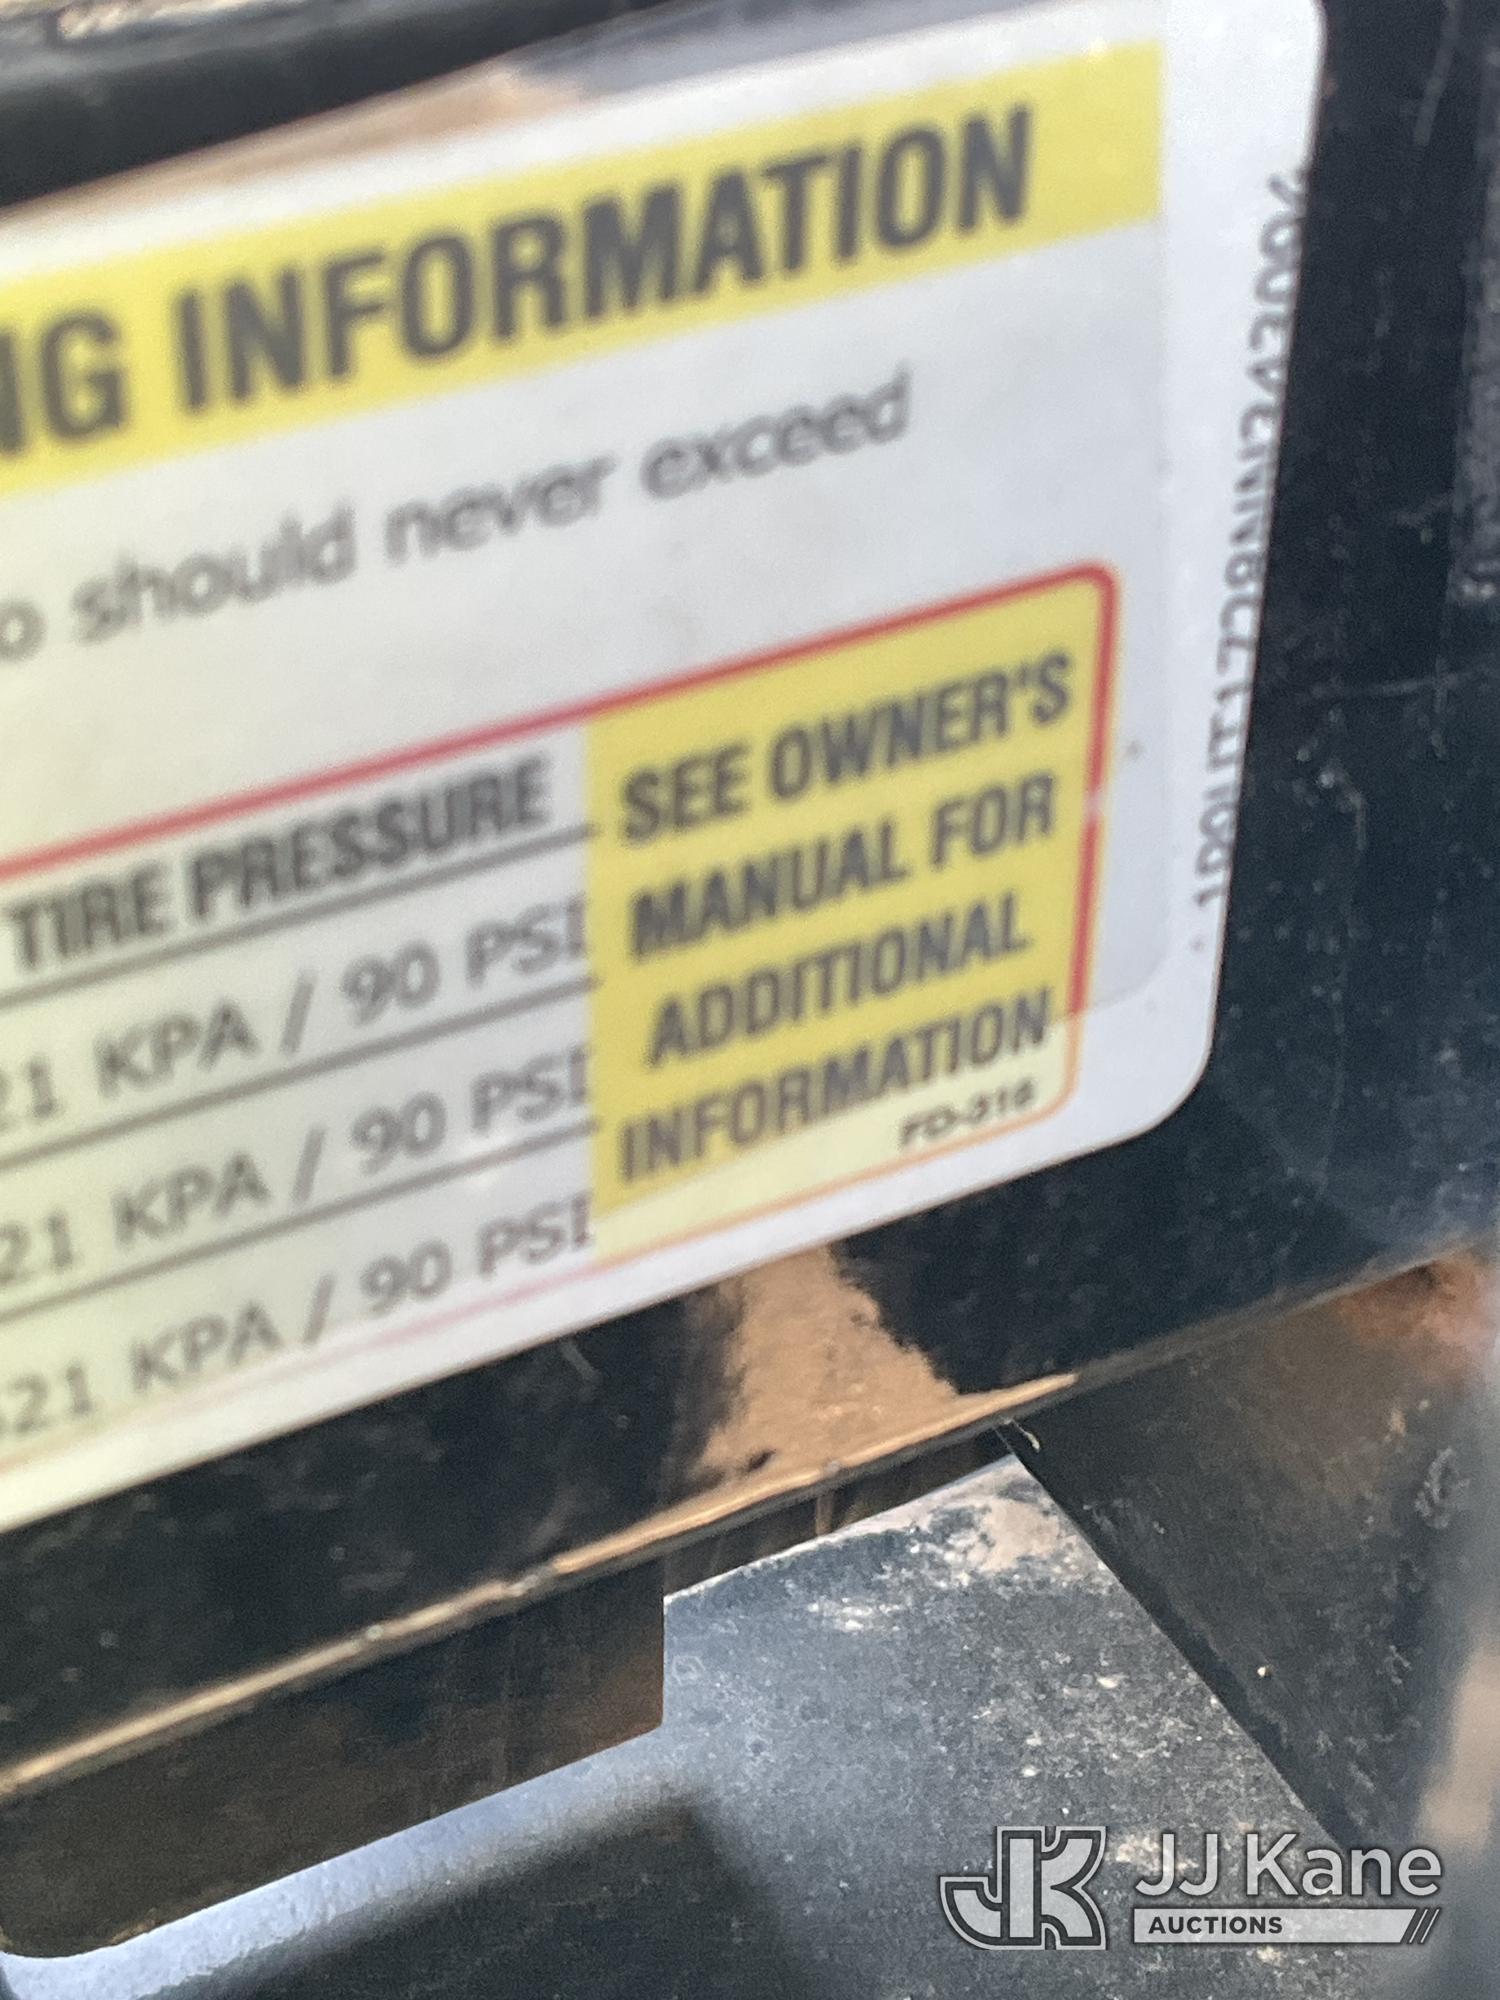 NG INFORMATION
o should never exceed
TIRE PRESSURE
21 KPA / 90 PSI
21 KPA / 90 PSI
621 KPA / 90 PSI
SEE OWNER'S
MANUAL FOR
ADDITIONAL
INFORMATION
JJ Kane
AUCTIONS